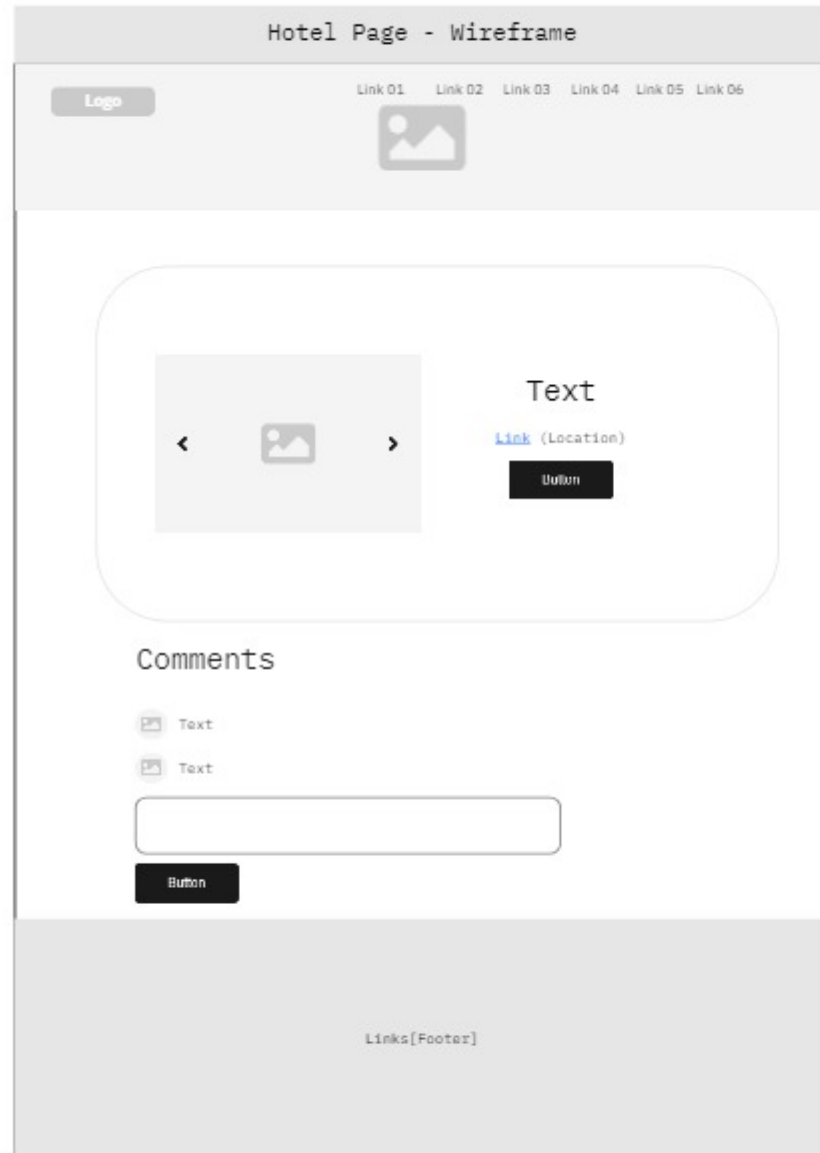 Hotel Page - Wireframe
Logo
Link 01 Link 02 Link 03 Link 04 Link 05 Link 06
Text
Link (Location)
Button
Comments
Text
Text
Button
Links[Footer]